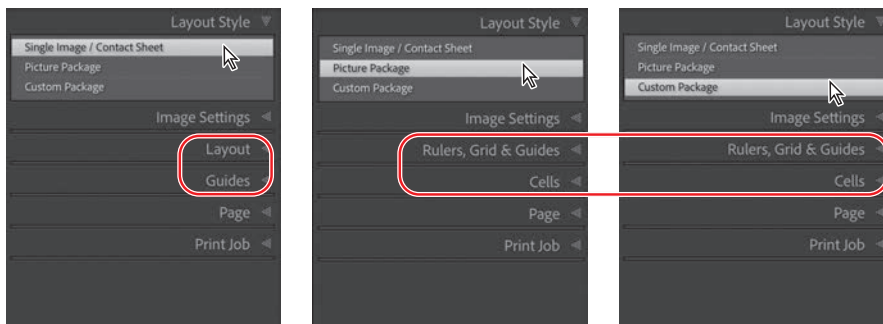 Layout Style
Single Image / Contact Sheet
Picture Package
Custom Package
Image Settings
Layout
Guides
Page
Print Job
Layout Style
Single Image / Contact Sheet
Picture Package
Custom Package
Image Settings
Rulers, Grid & Guides
Cells
Page
Print Job
Layout Style
Single Image / Contact Sheet
Picture Package
Custom Package
Image Settings
Rulers, Grid & Guides
Cells
Page
Print Job